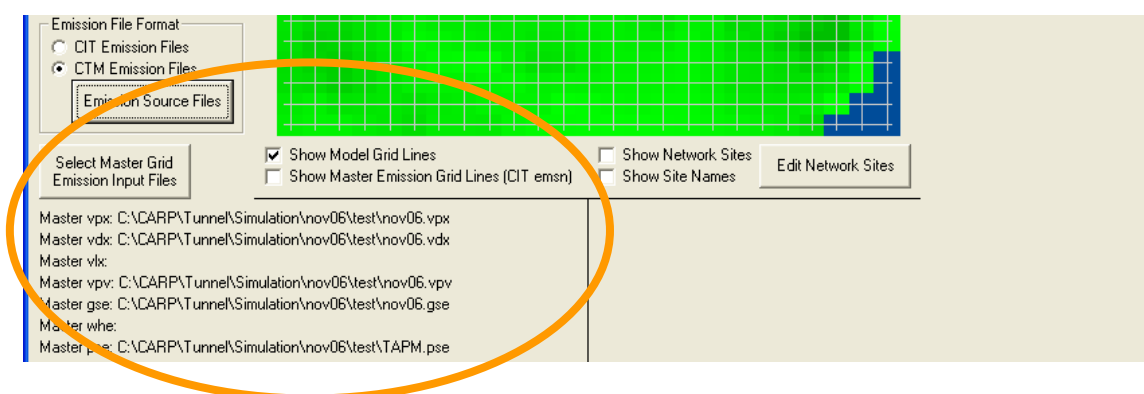 Emission File Format
CIT Emission Files
CTM Emission Files
Emission Source Files
Select Master Grid
Emission Input Files
Show Model Grid Lines
Show Master Emission Grid Lines (CIT emsn)
Show Network Sites
Show Site Names
Edit Network Sites
Master vpx: C:\CARP\Tunnel\Simulation\nov06\test\nov06.vpx
Master vdx: C:\CARP\Tunnel\Simulation\nov06\test\nov06.vdx
Master vlx:
Master vpv: C:\CARP\Tunnel\Simulation\nov06\test\nov06.vpv
Master gse: C:\CARP\Tunnel\Simulation\nov06\test\nov06.gse
Master whe:
Master pse: C:\CARP\Tunnel\Simulation\nov06\test\TAPM.pse